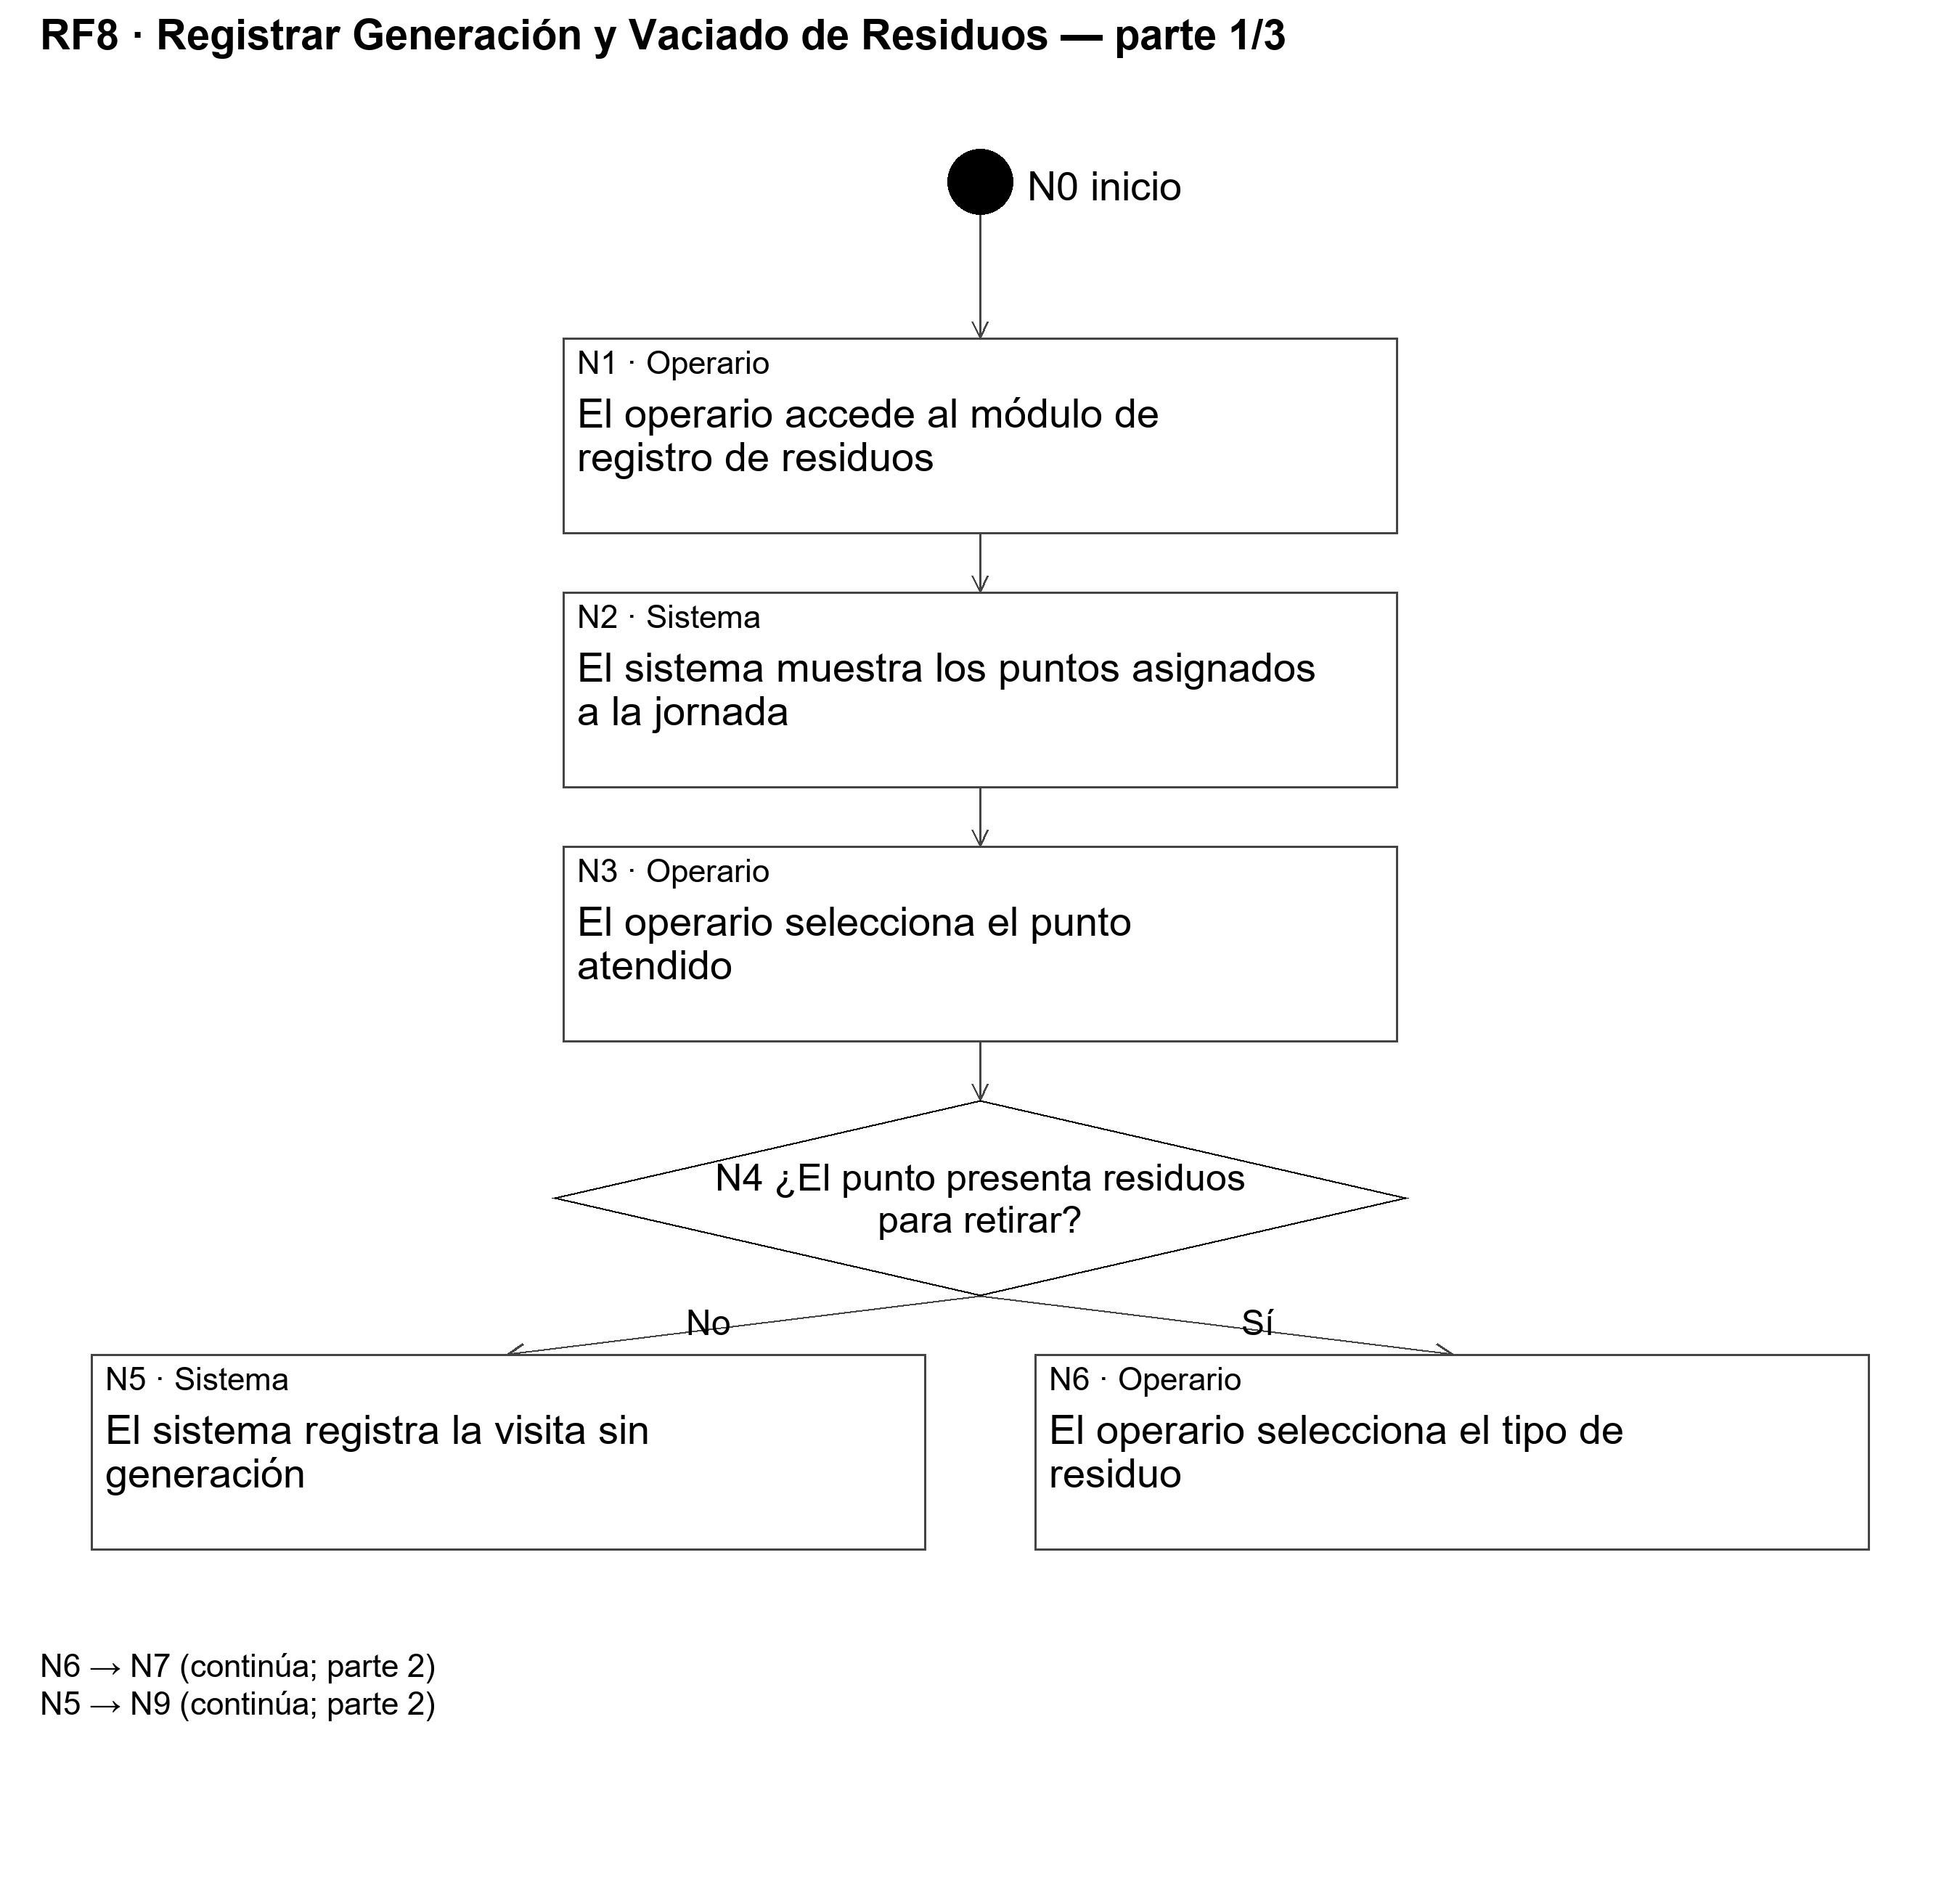 RF8 · Registrar Generación y Vaciado de Residuos — parte 1/3
N0 inicio
N1 · Operario
El operario accede al módulo de
registro de residuos
N2 · Sistema
El sistema muestra los puntos asignados
a la jornada
N3 · Operario
El operario selecciona el punto
atendido
N4 ¿El punto presenta residuos
para retirar?
No
Sí
N5 · Sistema
El sistema registra la visita sin
generación
N6 · Operario
El operario selecciona el tipo de
residuo
N6 → N7 (continúa; parte 2)
N5 → N9 (continúa; parte 2)